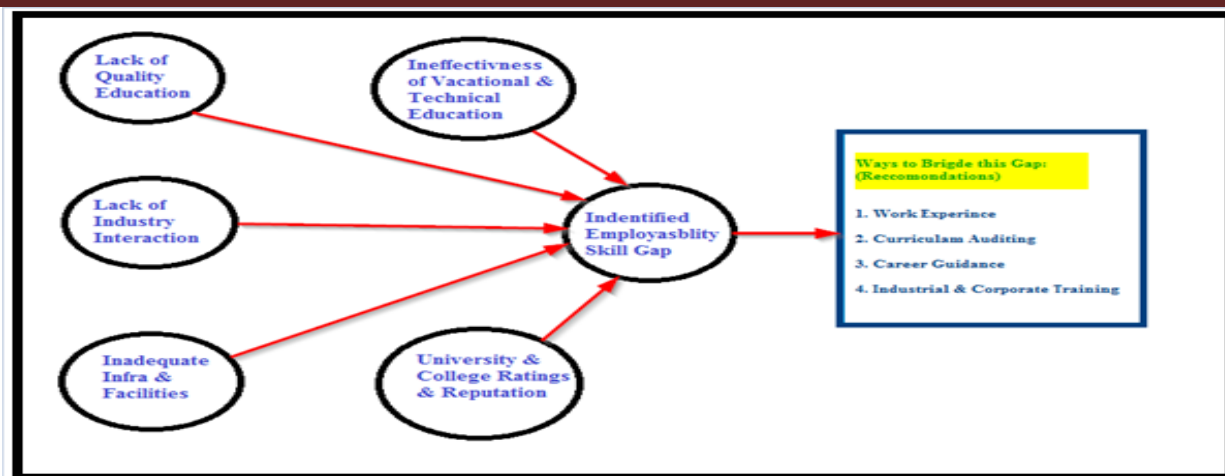 Lack of
Quality
Education
Ineffectivness
of Vacational &
Technical
Education
Lack of
Industry
Interaction
Indentified
Employasblity
Skill Gap
Inadequate
Infra &
Facilities
University &
College Ratings
& Reputation
Ways to Brigde this Gap:
(Reccomondations)
1. Work Experince
2. Curriculam Auditing
3. Career Guidance
4. Industrial & Corporate Training